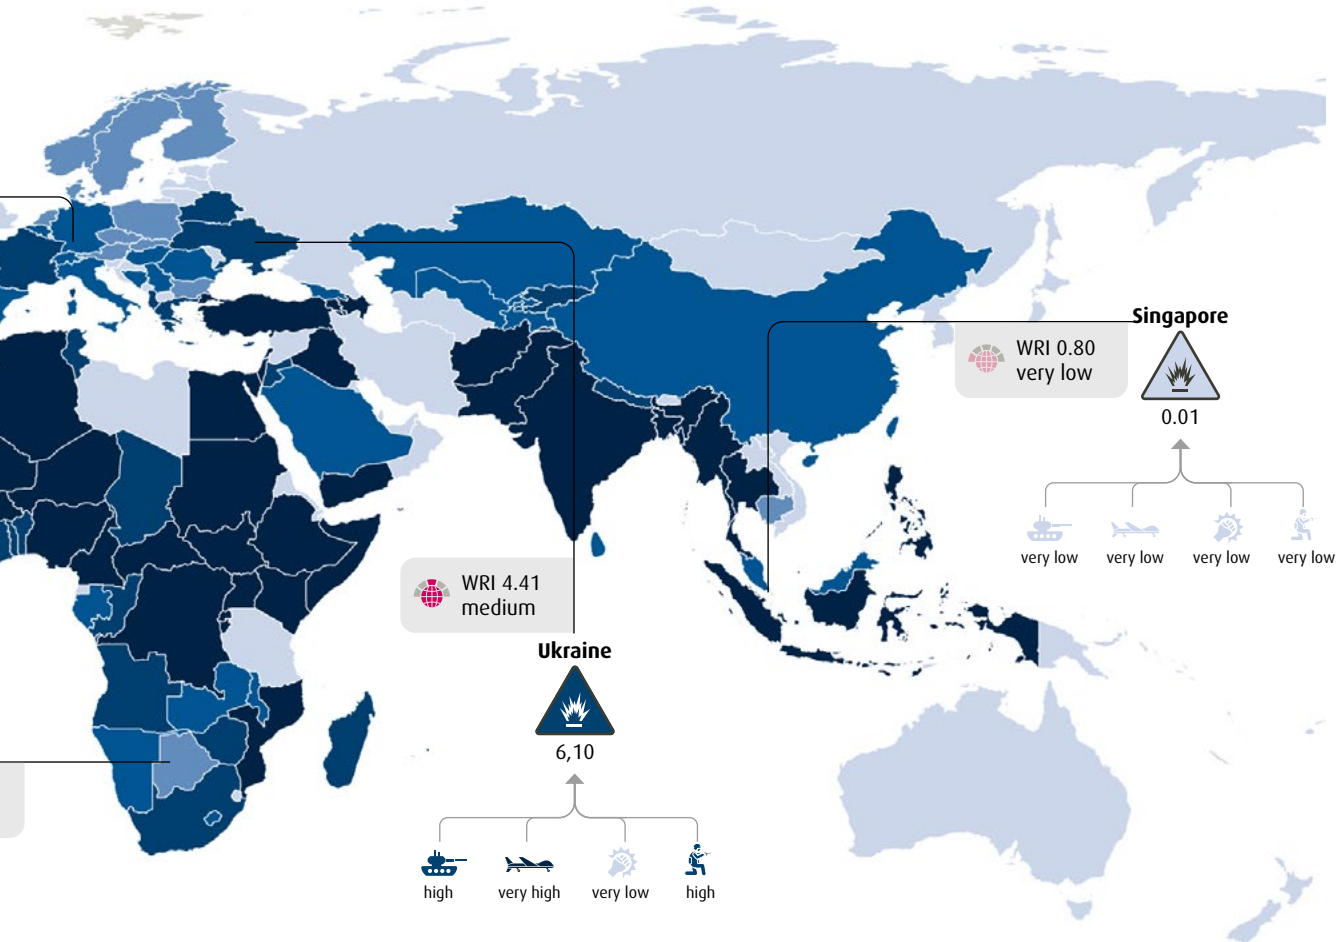 Singapore
WRI 0.80
very low
0.01
very low
very low
very low
very low
WRI 4.41
medium
Ukraine
6,10
high
very high
very low
high